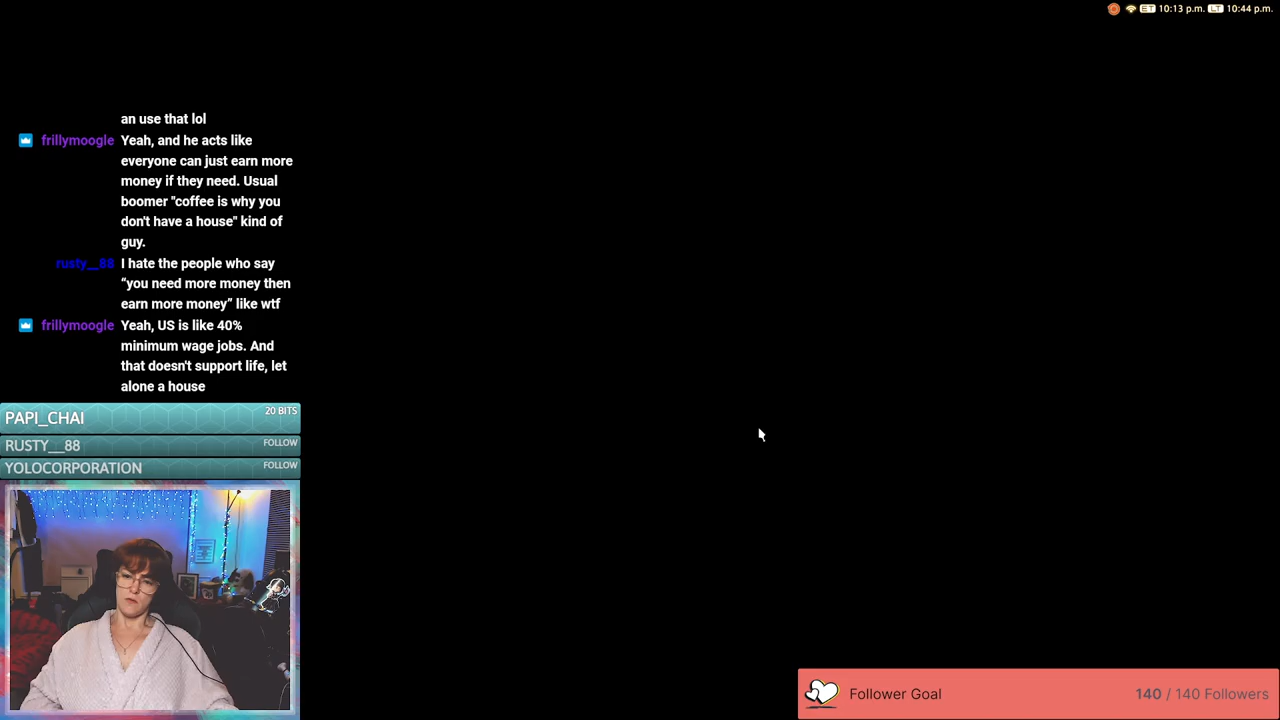 ET 10:13 p.m. LT 10:44 p.m.
an use that lol
frillymoogle Yeah, and he acts like
everyone can just earn more
money if they need. Usual
boomer "coffee is why you
don't have a house" kind of
guy.
rusty__88 I hate the people who say
“you need more money then
earn more money” like wtf
frillymoogle Yeah, US is like 40%
minimum wage jobs. And
that doesn't support life, let
alone a house
PAPI_CHAI 20 BITS
RUSTY__88 FOLLOW
YOLOCORPORATION FOLLOW
Follower Goal 140 / 140 Followers